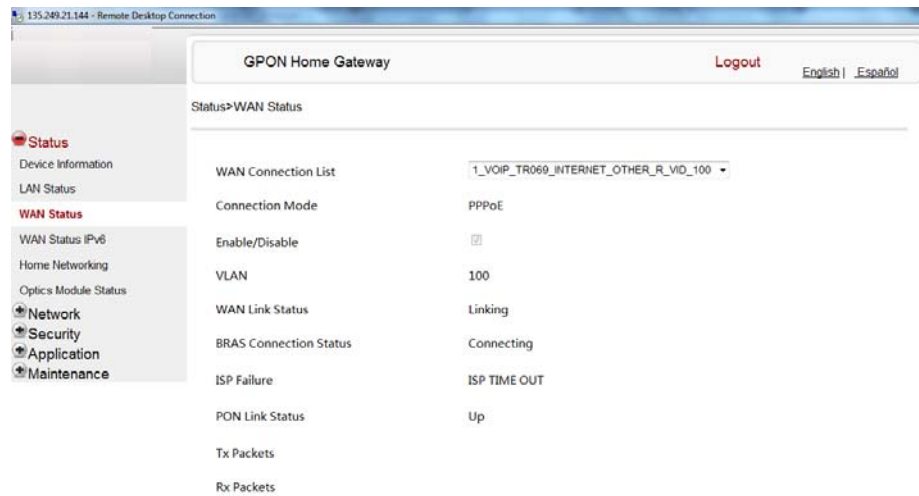 135.249.21.144 - Remote Desktop Connection
GPON Home Gateway
Logout
English | Español
Status>WAN Status
Status
Device Information
LAN Status
WAN Status
WAN Status IPv6
Home Networking
Optics Module Status
Network
Security
Application
Maintenance
WAN Connection List 1_VOIP_TR069_INTERNET_OTHER_R_VID_100
Connection Mode PPPoE
Enable/Disable
VLAN 100
WAN Link Status Linking
BRAS Connection Status Connecting
ISP Failure ISP TIME OUT
PON Link Status Up
Tx Packets
Rx Packets